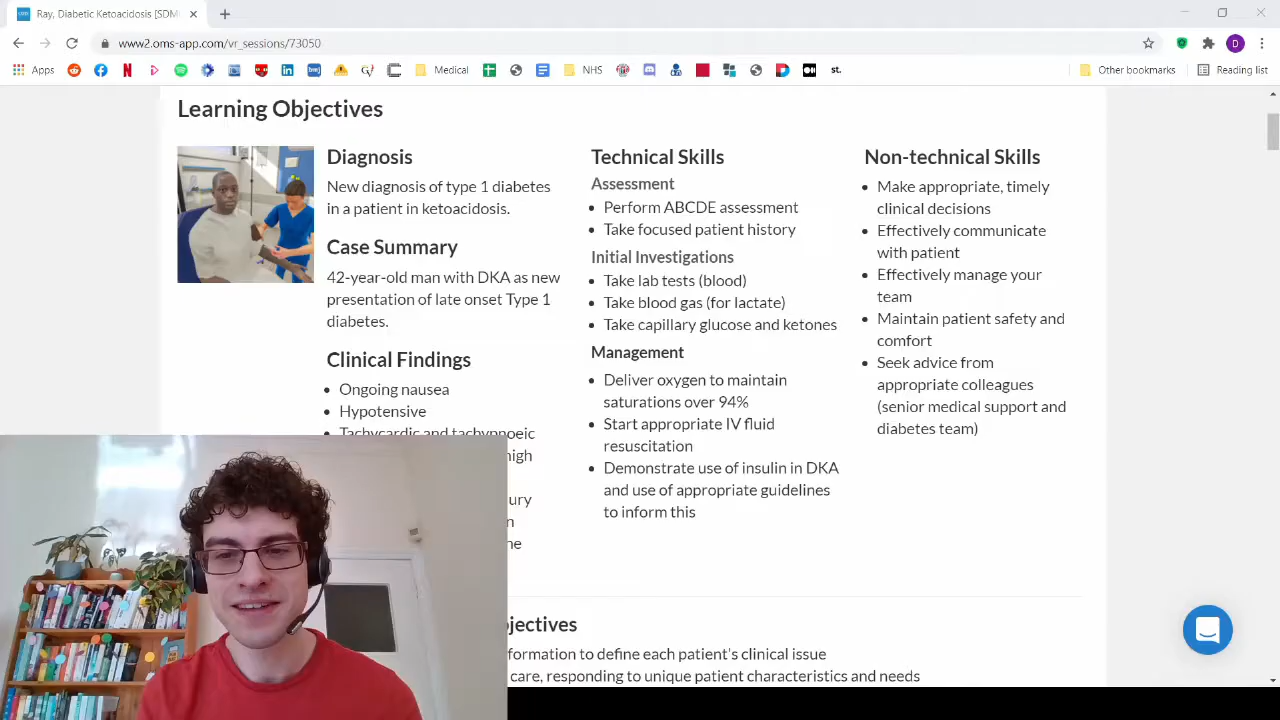 Ray, Diabetic Ketoacidosis [SDM
www2.oms-app.com/vr_sessions/73050
D
Apps
Medical
NHS
st.
Other bookmarks
Reading list
Learning Objectives
Diagnosis
New diagnosis of type 1 diabetes
in a patient in ketoacidosis.
Case Summary
42-year-old man with DKA as new
presentation of late onset Type 1
diabetes.
Clinical Findings
Ongoing nausea
Hypotensive
Tachycardic and tachypnoeic
high
ury
n
ne
Technical Skills
Assessment
Perform ABCDE assessment
Take focused patient history
Initial Investigations
Take lab tests (blood)
Take blood gas (for lactate)
Take capillary glucose and ketones
Management
Deliver oxygen to maintain
saturations over 94%
Start appropriate IV fluid
resuscitation
Demonstrate use of insulin in DKA
and use of appropriate guidelines
to inform this
Non-technical Skills
Make appropriate, timely
clinical decisions
Effectively communicate
with patient
Effectively manage your
team
Maintain patient safety and
comfort
Seek advice from
appropriate colleagues
(senior medical support and
diabetes team)
jectives
formation to define each patient's clinical issue
care, responding to unique patient characteristics and needs